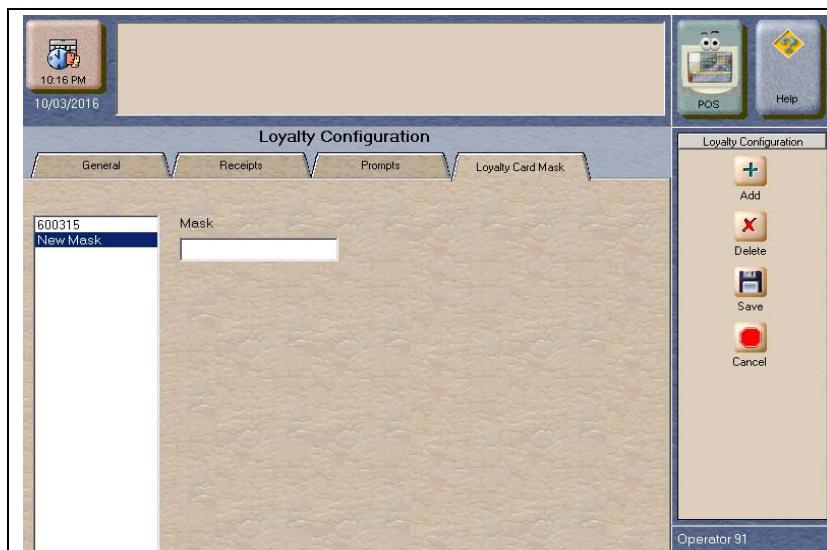 10:16 PM
10/03/2016
POS
Help
Loyalty Configuration
General
Receipts
Prompts
Loyalty Card Mask
600315
New Mask
Mask
Loyalty Configuration
Add
Delete
Save
Cancel
Operator 91